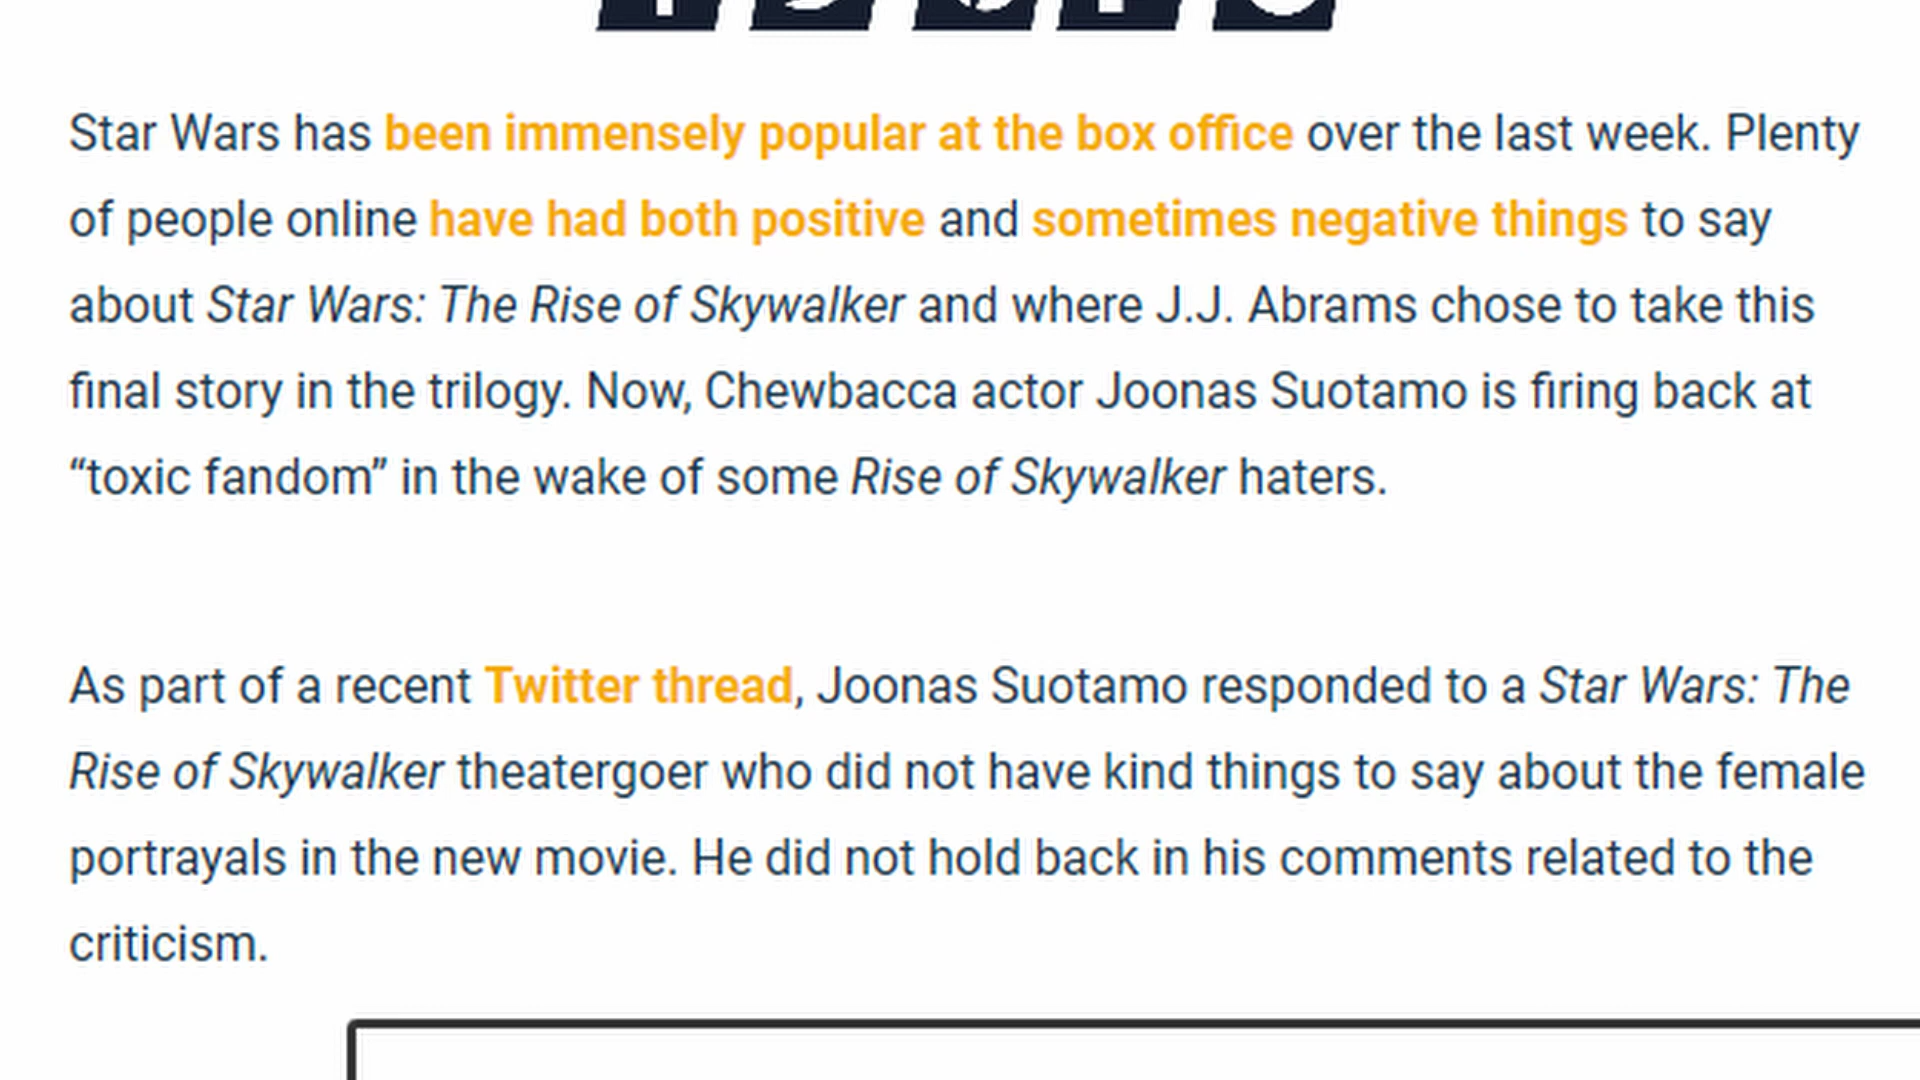 Star Wars has been immensely popular at the box office over the last week. Plenty
of people online have had both positive and sometimes negative things to say
about Star Wars: The Rise of Skywalker and where J.J. Abrams chose to take this
final story in the trilogy. Now, Chewbacca actor Joonas Suotamo is firing back at
“toxic fandom” in the wake of some Rise of Skywalker haters.
As part of a recent Twitter thread, Joonas Suotamo responded to a Star Wars: The
Rise of Skywalker theatergoer who did not have kind things to say about the female
portrayals in the new movie. He did not hold back in his comments related to the
criticism.